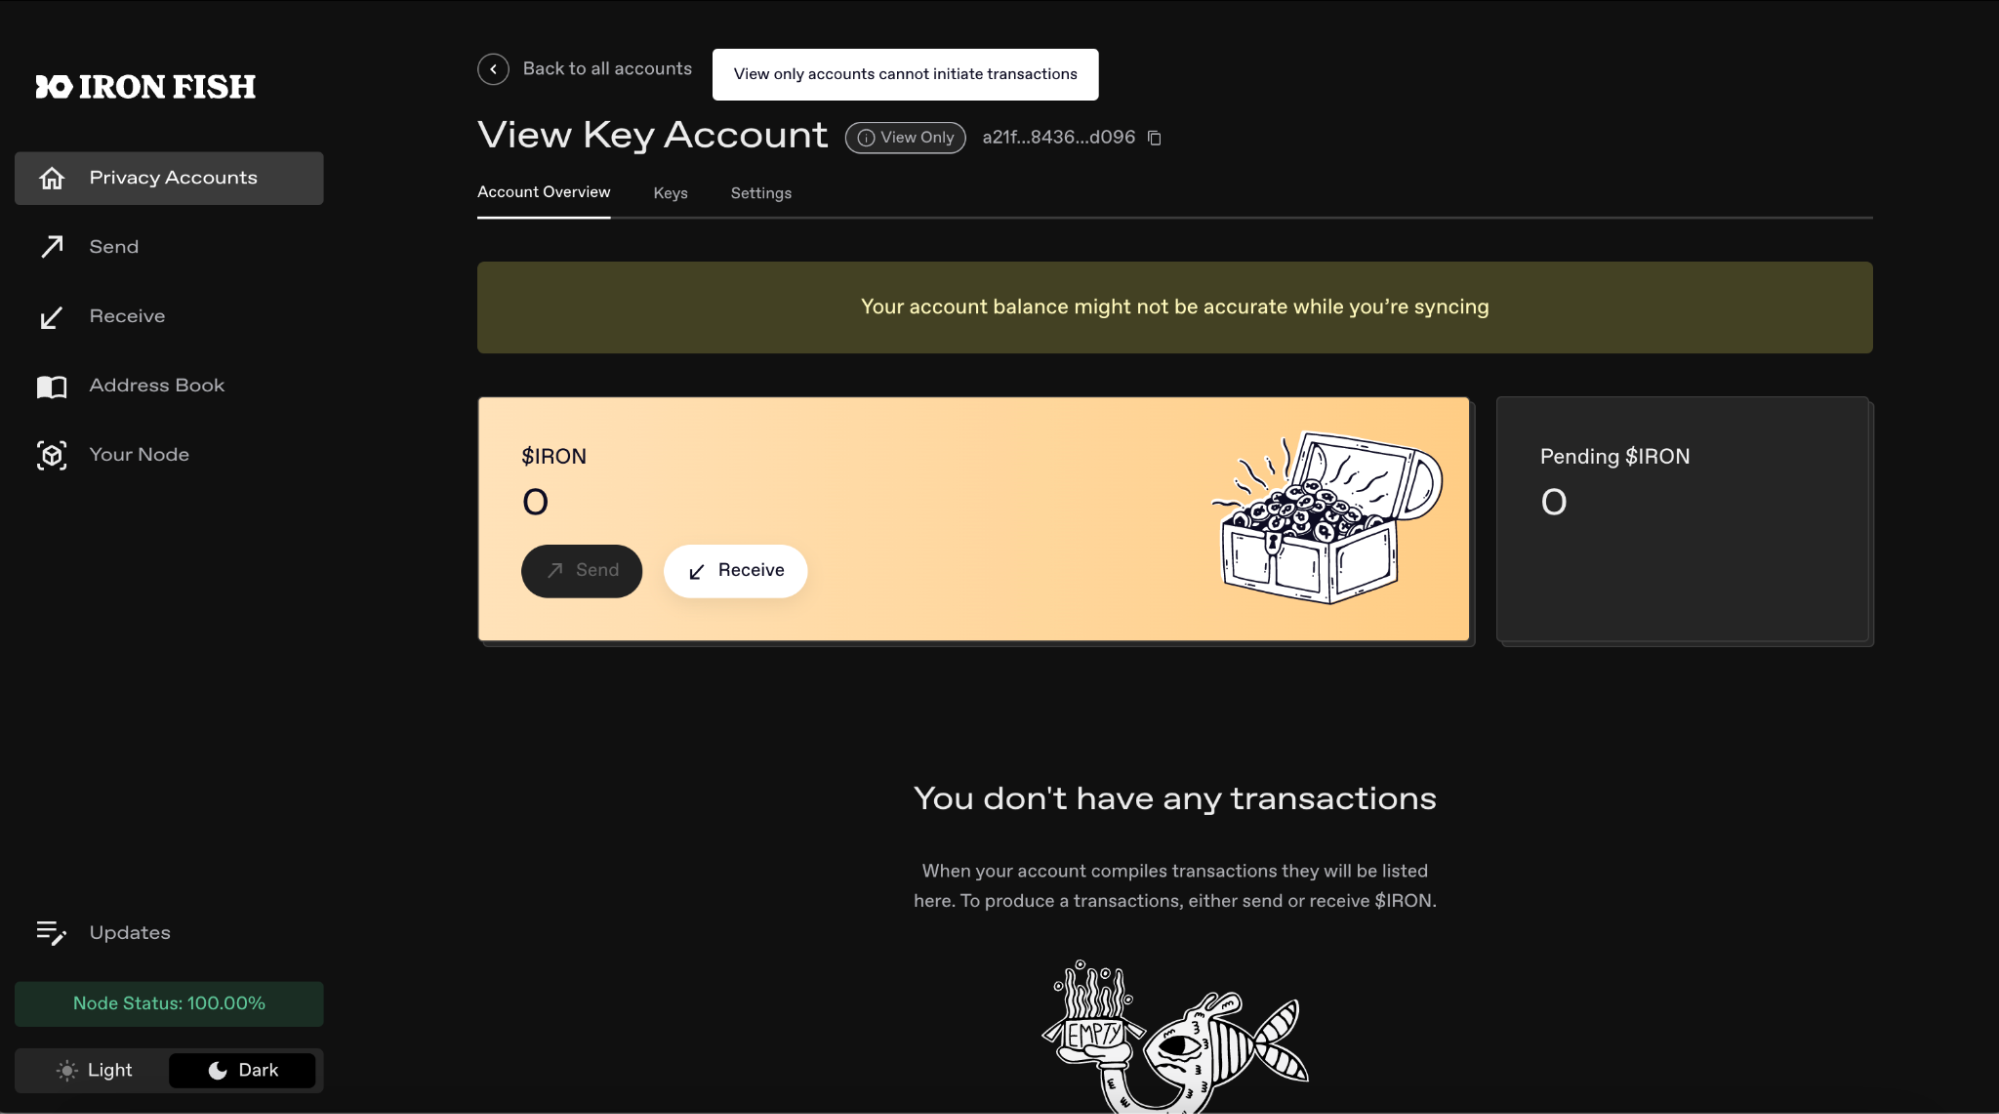 IRON FISH
Privacy Accounts
Send
Receive
Address Book
Your Node
Updates
Node Status: 100.00%
Light
Dark
Back to all accounts
View only accounts cannot initiate transactions
View Key Account
View Only
a21f...8436...d096
Account Overview
Keys
Settings
Your account balance might not be accurate while you’re syncing
$IRON
0
Send
Receive
Pending $IRON
0
You don't have any transactions
When your account compiles transactions they will be listed
here. To produce a transactions, either send or receive $IRON.
EMPTY